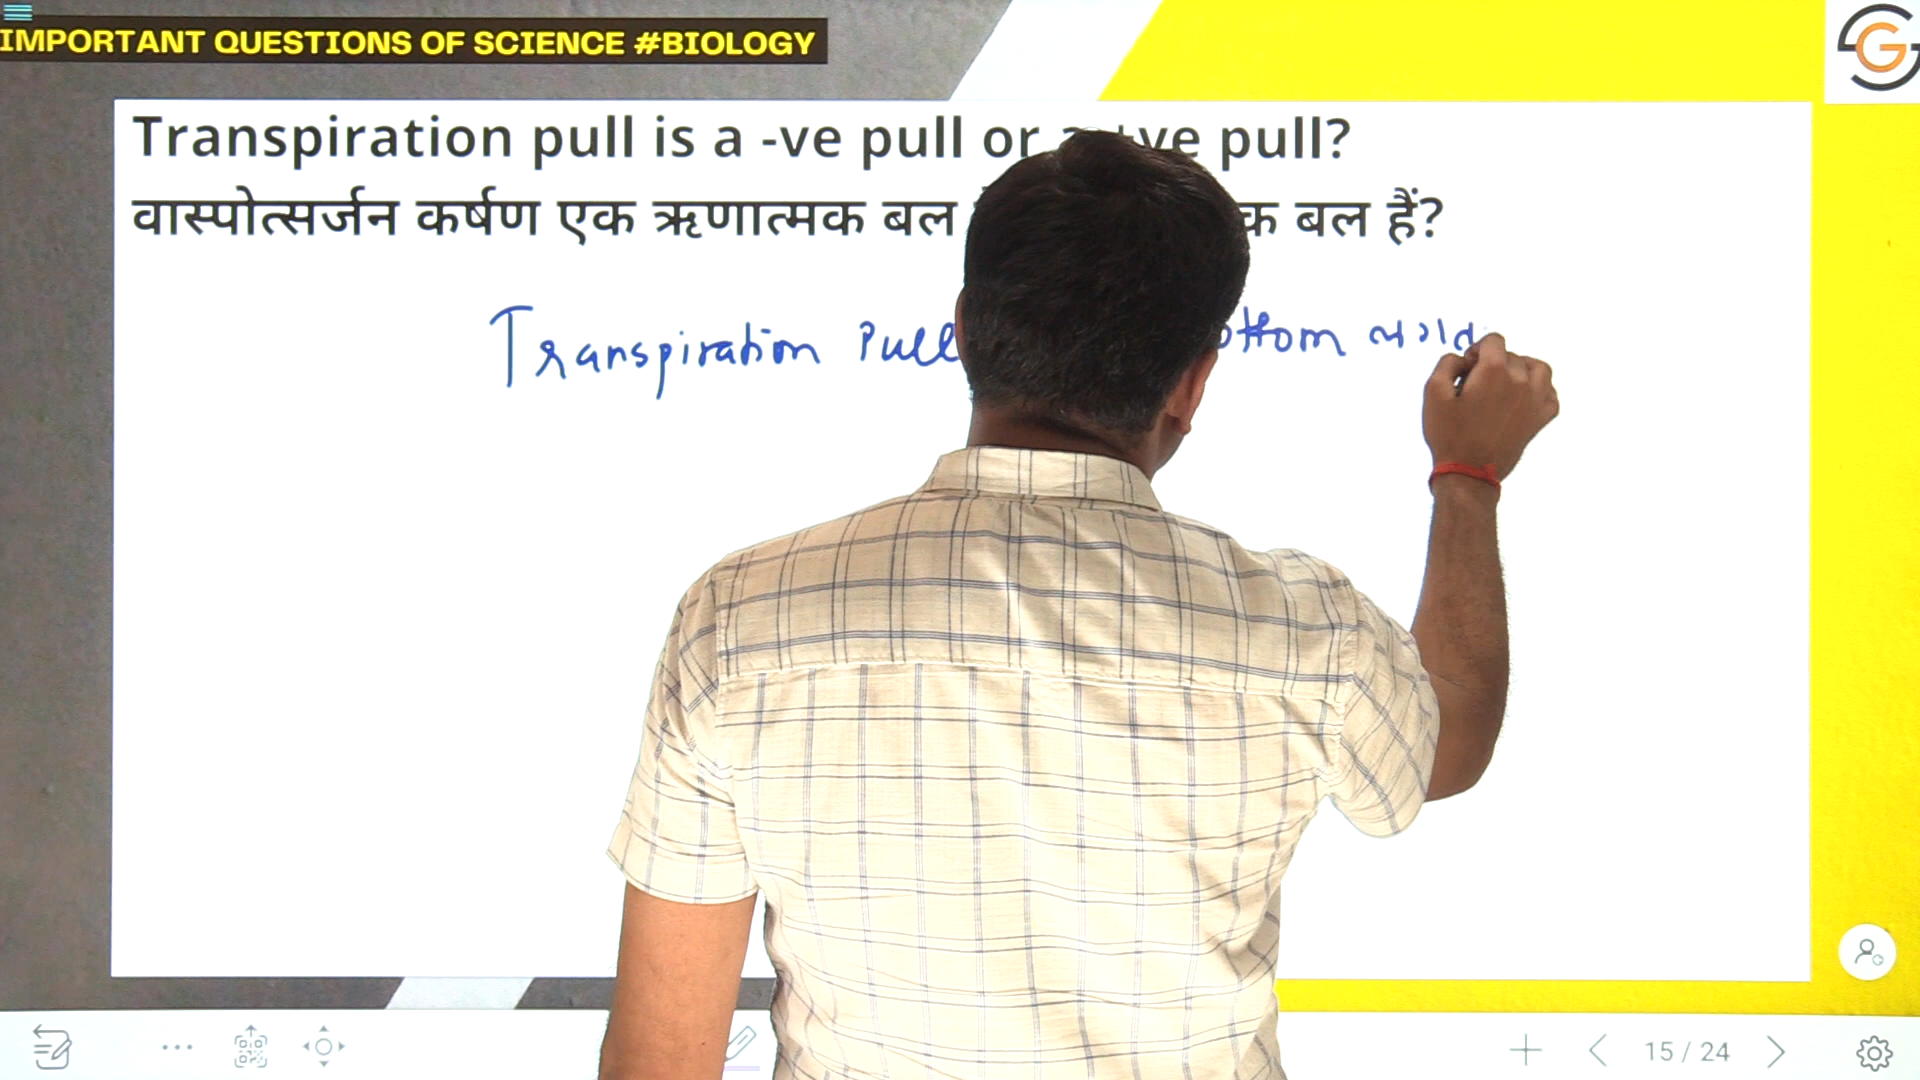 IMPORTANT QUESTIONS OF SCIENCE #BIOLOGY
Transpiration pull is a -ve pull or +ve pull?
वास्पोत्सर्जन कर्षण एक ऋणात्मक बल क बल हैं?
Transpiration Pull ottom
15 / 24